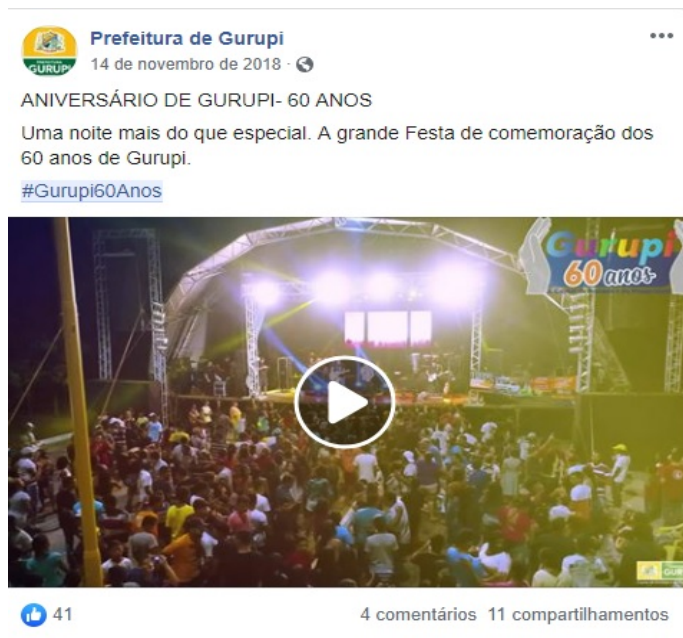 Prefeitura de Gurupi
GURUPI
14 de novembro de 2018 ·
ANIVERSÁRIO DE GURUPI- 60 ANOS
Uma noite mais do que especial. A grande Festa de comemoração dos
60 anos de Gurupi.
#Gurupi60Anos
Gurupi
60 anos
41
4 comentários 11 compartilhamentos